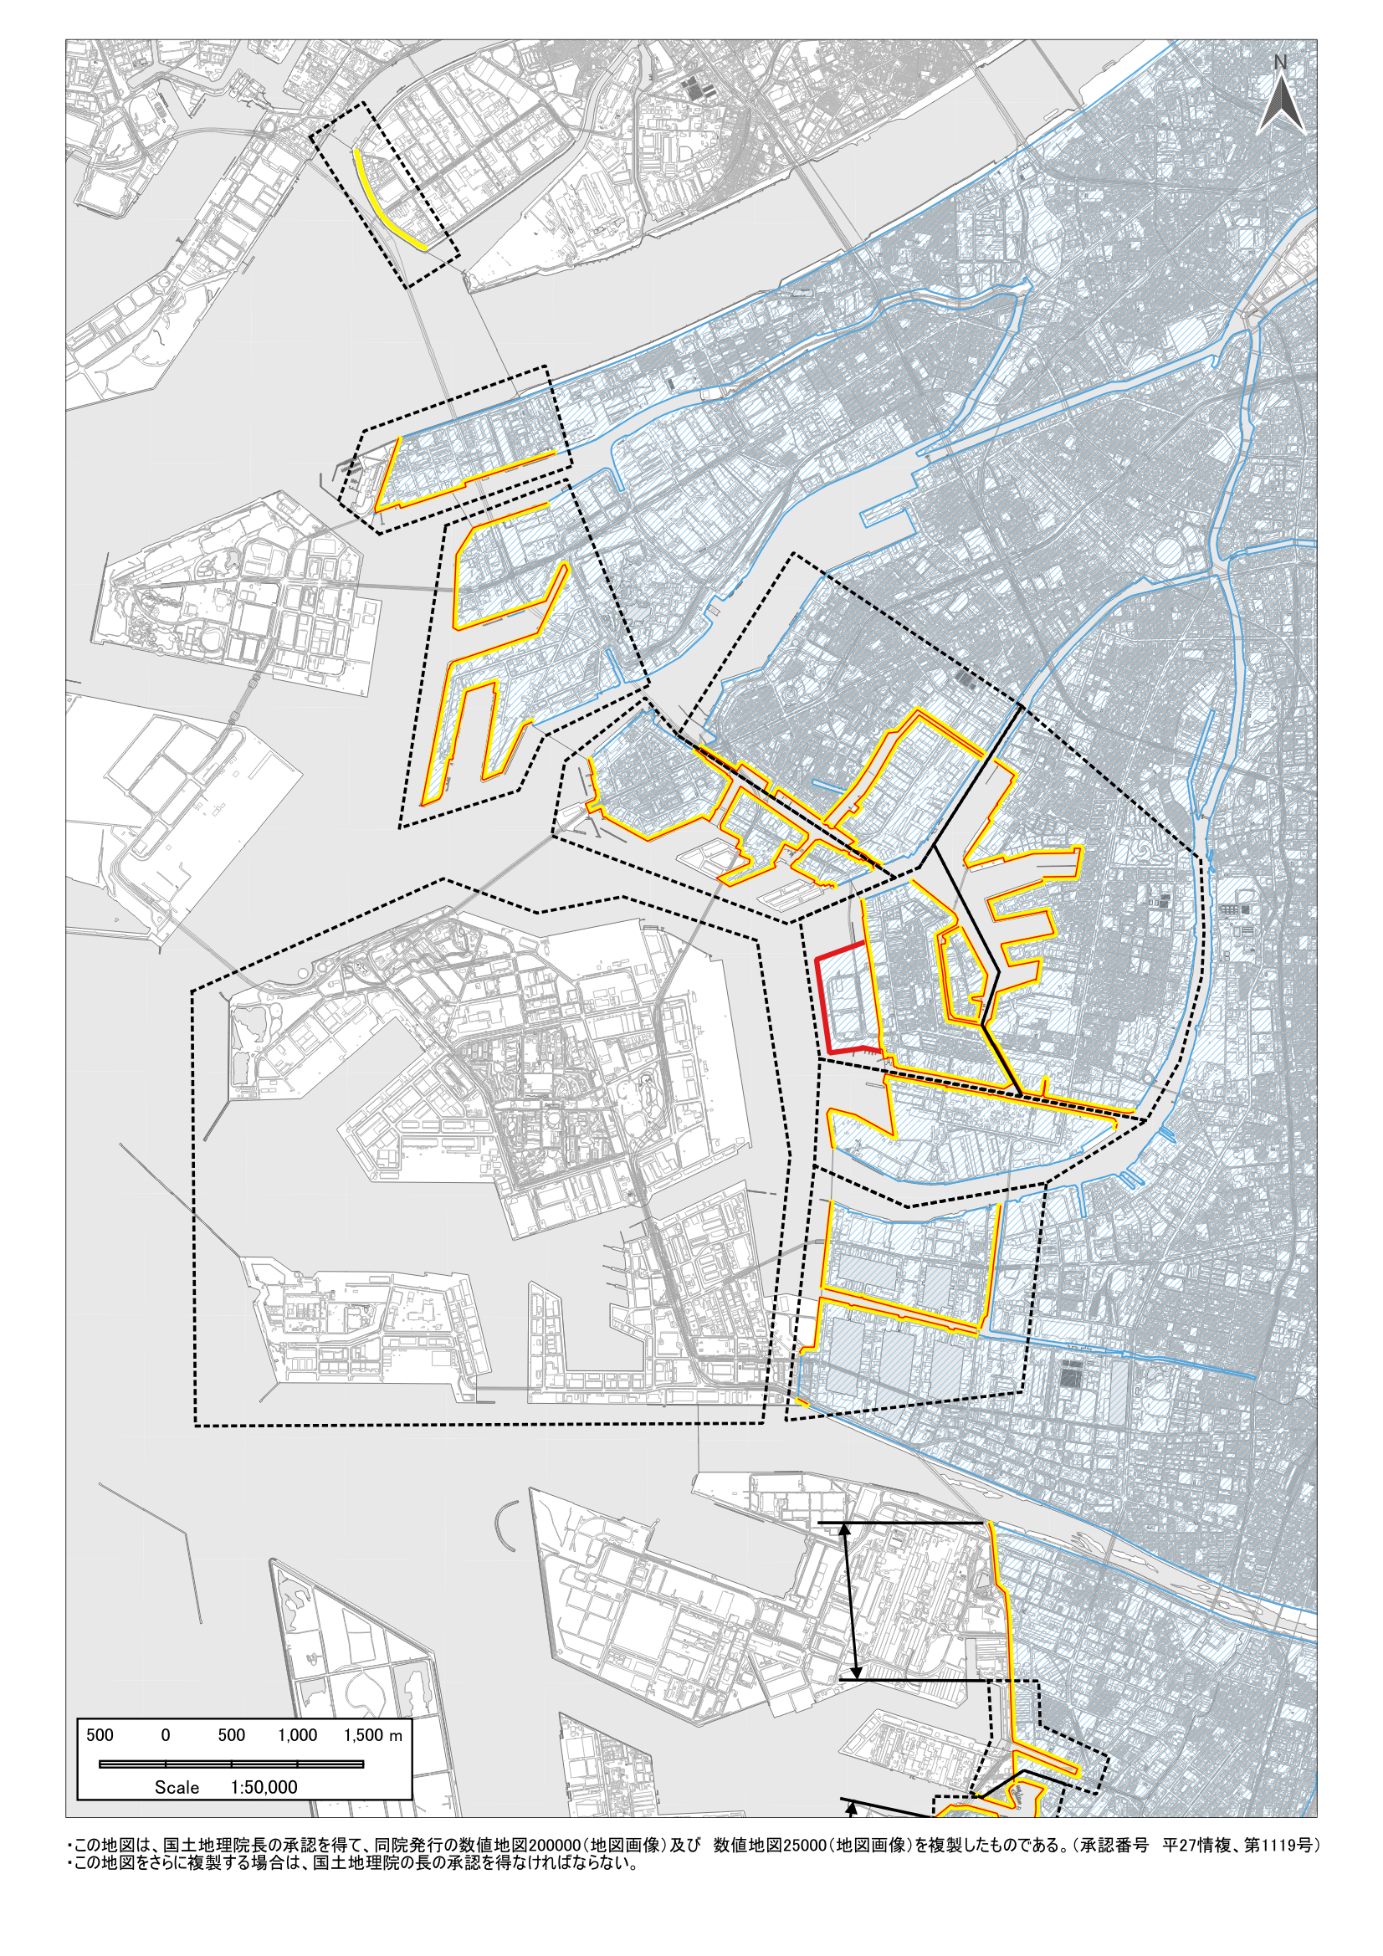 N
500 0 500 1,000 1,500 m
Scale 1:50,000
・この地図は、国土地理院長の承認を得て、同院発行の数値地図200000（地図画像）及び 数値地図25000（地図画像）を複製したものである。（承認番号 平27情複、第1119号）
・この地図をさらに複製する場合は、国土地理院の長の承認を得なければならない。